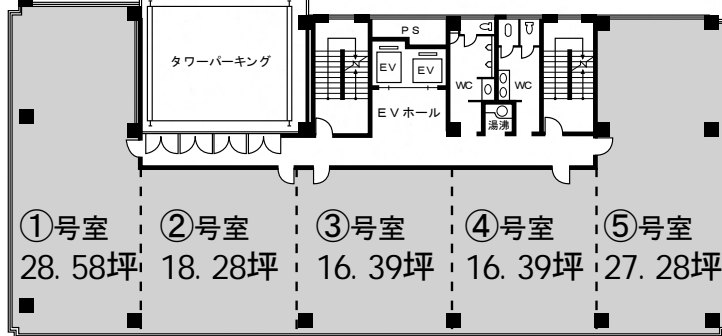 PS
タワーパーキング
EV
EV
WC
WC
EVホール
湯沸
①号室
28.58坪
②号室
18.28坪
③号室
16.39坪
④号室
16.39坪
⑤号室
27.28坪